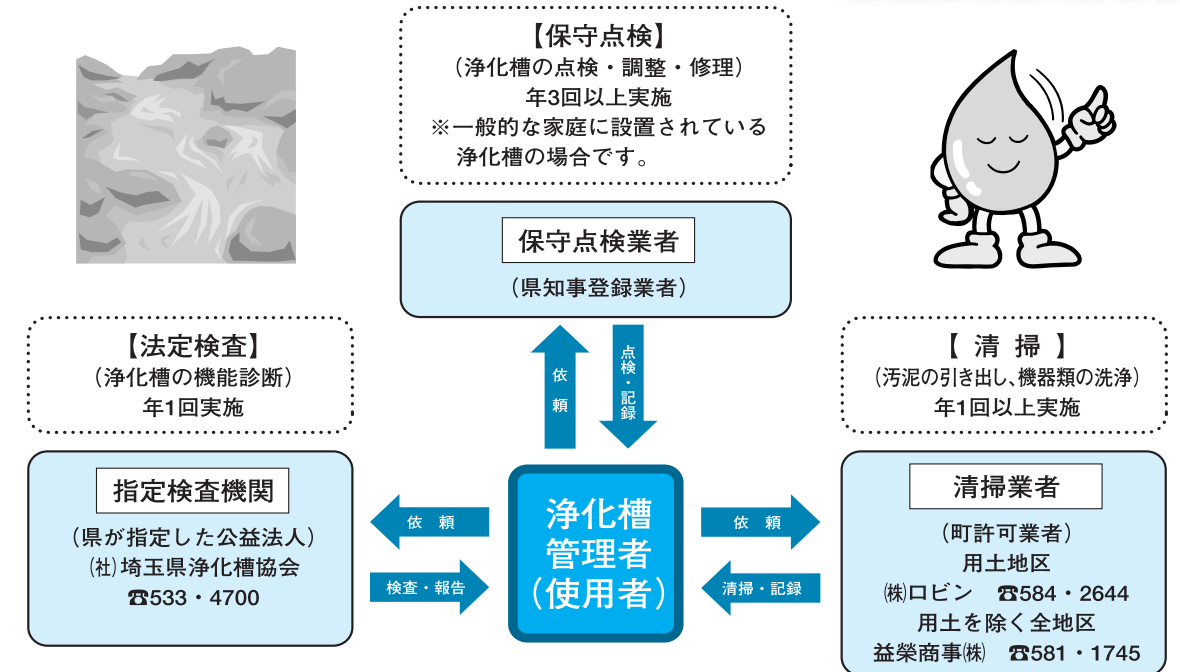 【保守点検】
（浄化槽の点検・調整・修理）
年3回以上実施
※一般的な家庭に設置されている
浄化槽の場合です。
保守点検業者
（県知事登録業者）
依頼
点検・記録
【法定検査】
（浄化槽の機能診断）
年1回実施
指定検査機関
（県が指定した公益法人）
㈳埼玉県浄化槽協会
☎533・4700
依　頼
検査・報告
浄化槽
管理者
（使用者）
依　頼
清掃・記録
【 清 掃 】
（汚泥の引き出し、機器類の洗浄）
年1回以上実施
清掃業者
（町許可業者）
用土地区
㈱ロビン　☎584・2644
用土を除く全地区
益榮商事㈱　☎581・1745